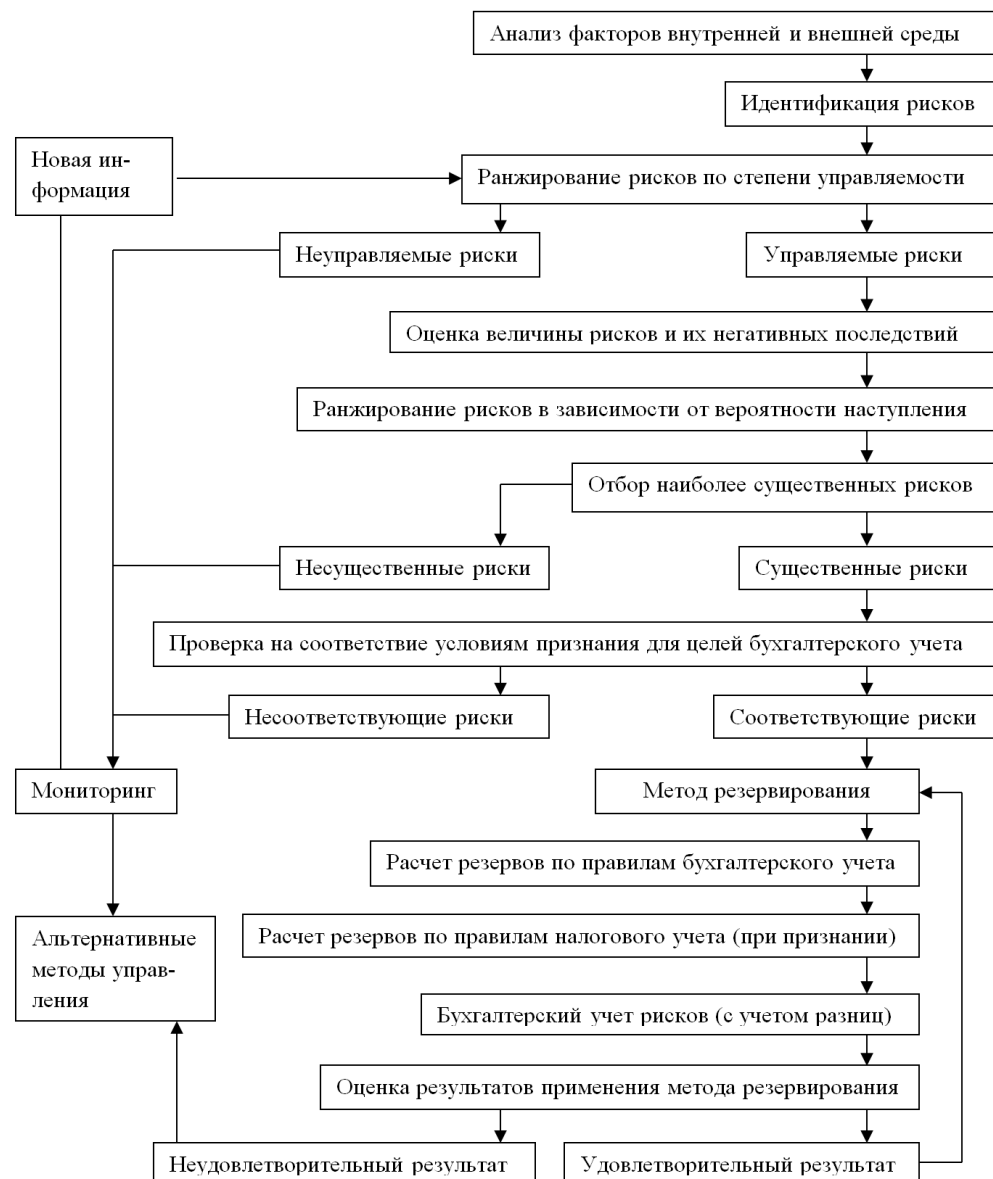 Анализ факторов внутренней и внешней среды
Идентификация рисков
Новая ин-
формация
Ранжирование рисков по степени управляемости
Неуправляемые риски
Управляемые риски
Оценка величины рисков и их негативных последствий
Ранжирование рисков в зависимости от вероятности наступления
Отбор наиболее существенных рисков
Несущественные риски
Существенные риски
Проверка на соответствие условиям признания для целей бухгалтерского учета
Несоответствующие риски
Соответствующие риски
Мониторинг
Метод резервирования
Расчет резервов по правилам бухгалтерского учета
Альтернативные
методы управ-
ления
Расчет резервов по правилам налогового учета (при признании)
Бухгалтерский учет рисков (с учетом разниц)
Оценка результатов применения метода резервирования
Неудовлетворительный результат
Удовлетворительный результат